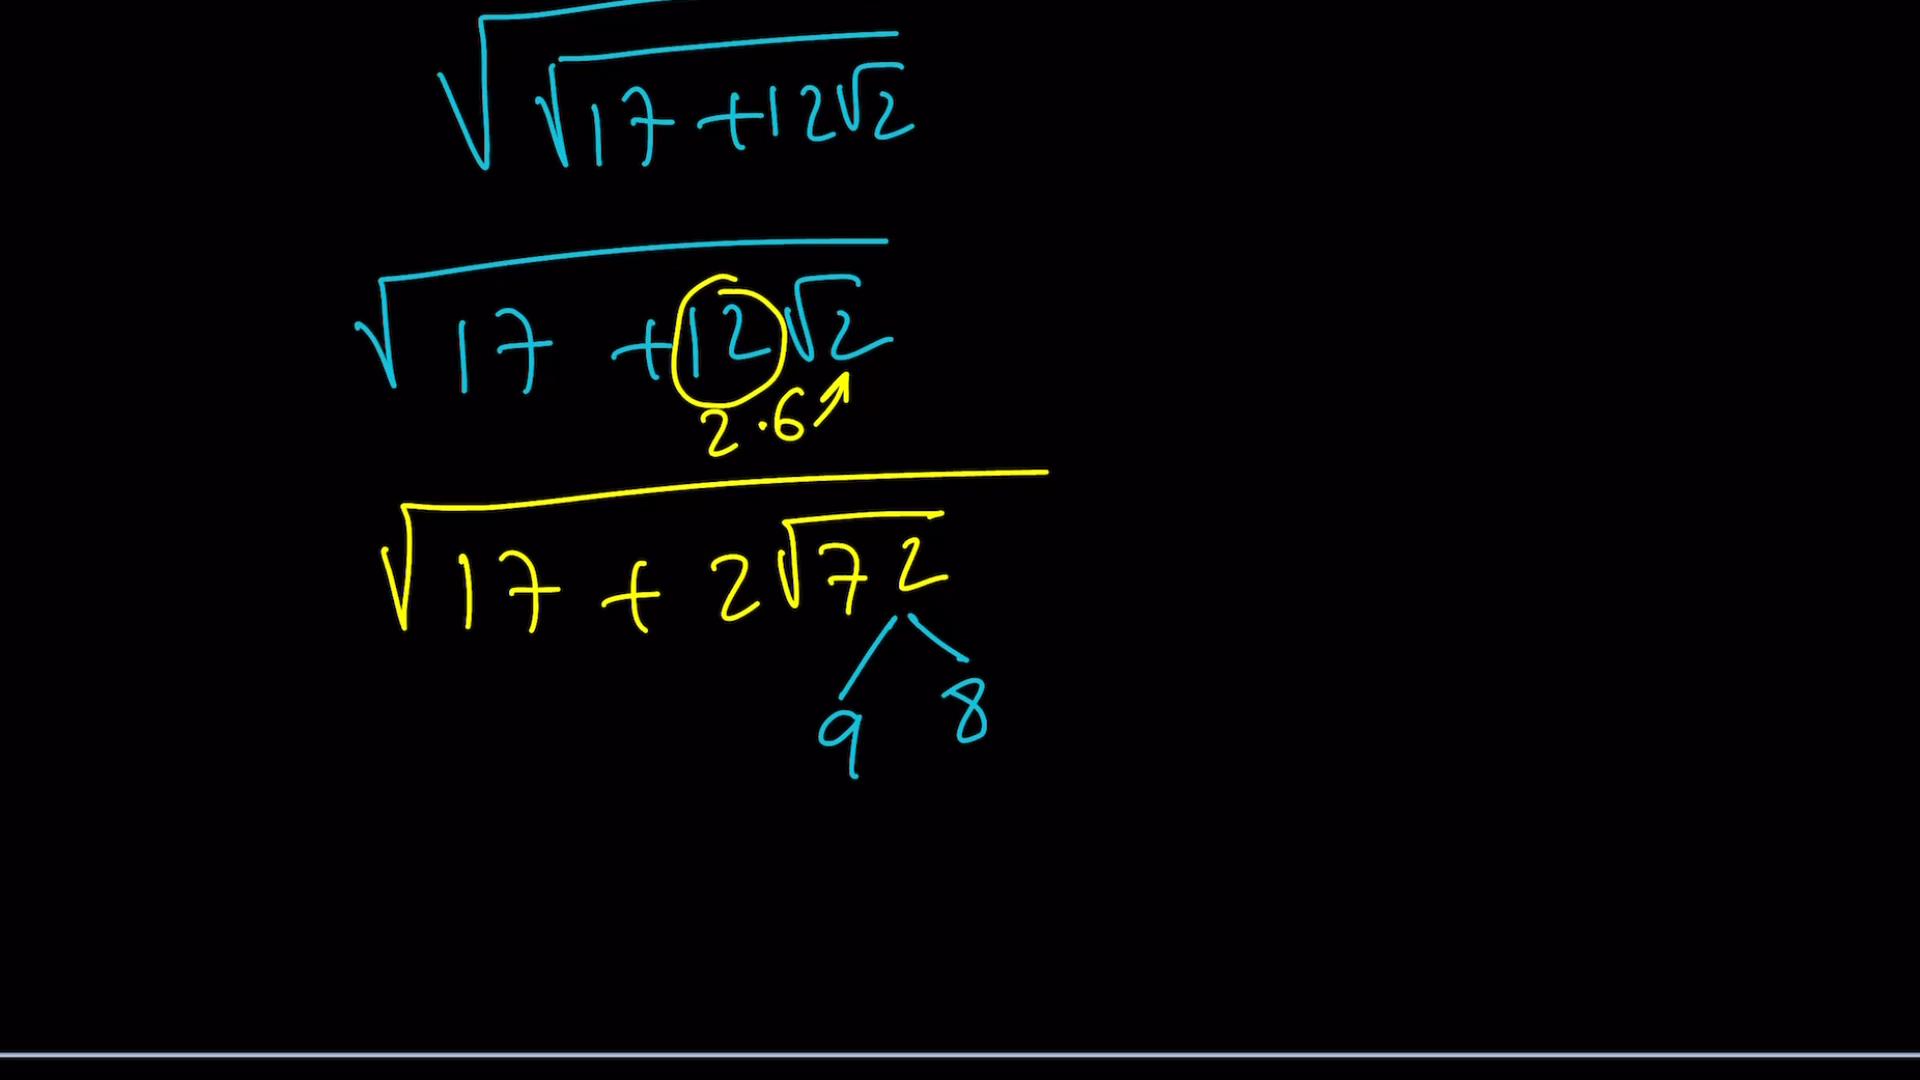 √√17 + 12√2
√17 + 12√2
2 · 6
√17 + 2√72
9 8